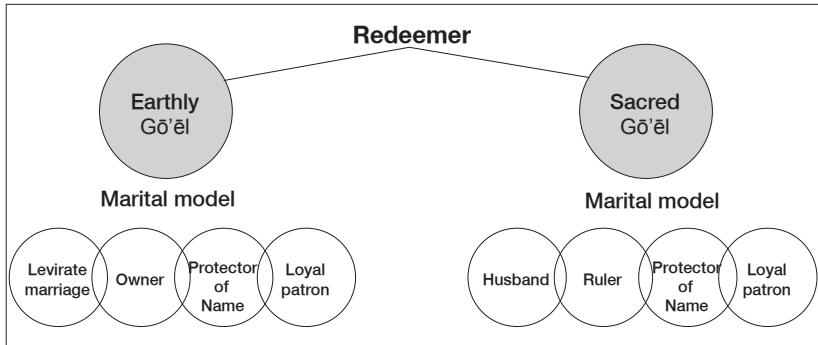 Redeemer
Earthly
Gō’ēl
Sacred
Gō’ēl
Marital model
Marital model
Levirate
marriage
Owner
Protector
of
Name
Loyal
patron
Husband
Ruler
Protector
of
Name
Loyal
patron